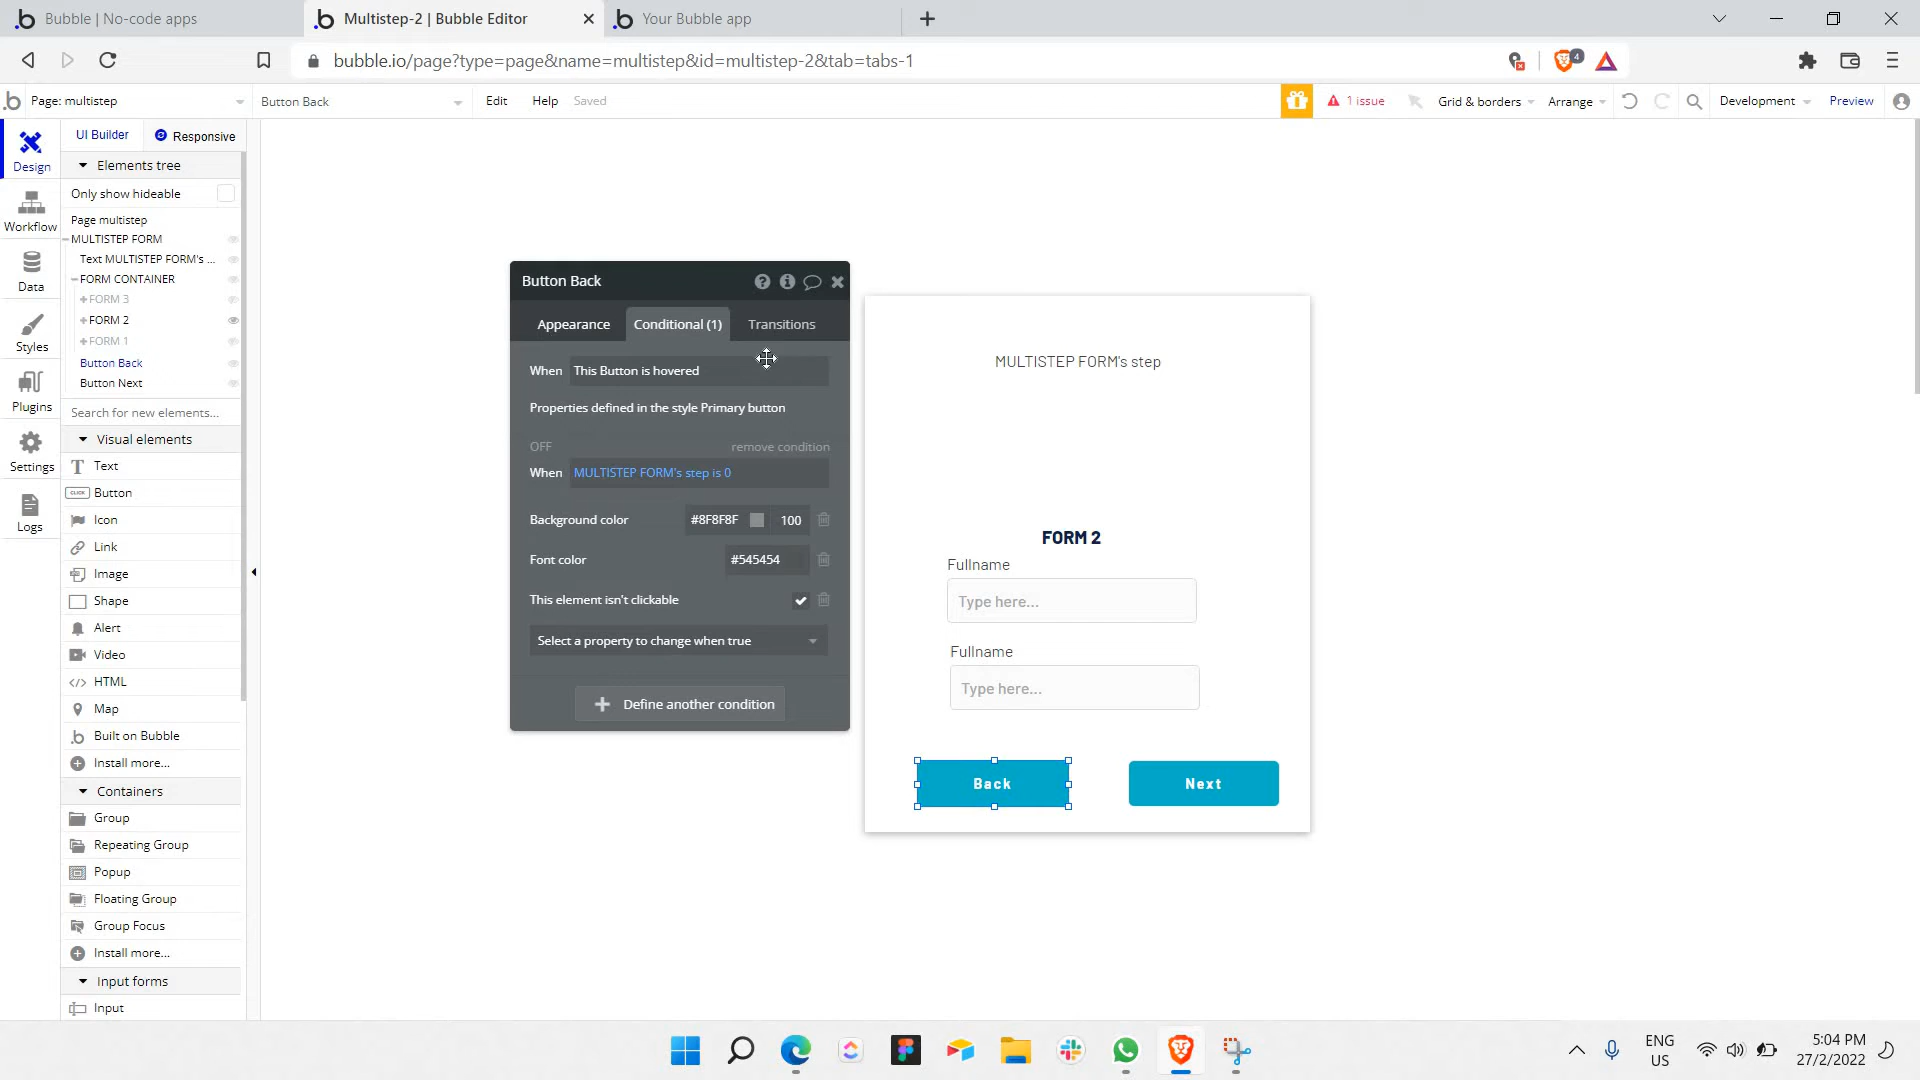 Bubble | No-code apps
Multistep-2 | Bubble Editor
Your Bubble app
bubble.io/page?type=page&name=multistep&id=multistep-2&tab=tabs-1
4
Page: multistep
Button Back
Edit
Help
Saved
1 issue
Grid & borders
Arrange
Development
Preview
Design
Workflow
Data
Styles
Plugins
Settings
Logs
UI Builder
Responsive
Elements tree
Only show hideable
Page multistep
MULTISTEP FORM
Text MULTISTEP FORM's ...
FORM CONTAINER
FORM 3
FORM 2
FORM 1
Button Back
Button Next
Search for new elements...
Visual elements
Text
CLICK
Button
Icon
Link
Image
Shape
Alert
Video
HTML
Map
Built on Bubble
Install more...
Containers
Group
Repeating Group
Popup
Floating Group
Group Focus
Install more...
Input forms
Input
Button Back
Appearance
Conditional (1)
Transitions
When
This Button is hovered
Properties defined in the style Primary button
OFF
remove condition
When
MULTISTEP FORM's step is 0
Background color
#8F8F8F
100
Font color
#545454
This element isn't clickable
Select a property to change when true
Define another condition
MULTISTEP FORM's step
FORM 2
Fullname
Type here...
Fullname
Type here...
Back
Next
ENG
US
5:04 PM
27/2/2022